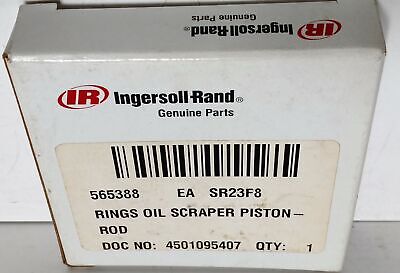 IR Ingersoll-Rand®
Genuine Parts
IR Ingersoll-Rand®
Genuine Parts
565388 EA SR23F8
RINGS OIL SCRAPER PISTON-
ROD
DOC NO: 4501095407 QTY: 1